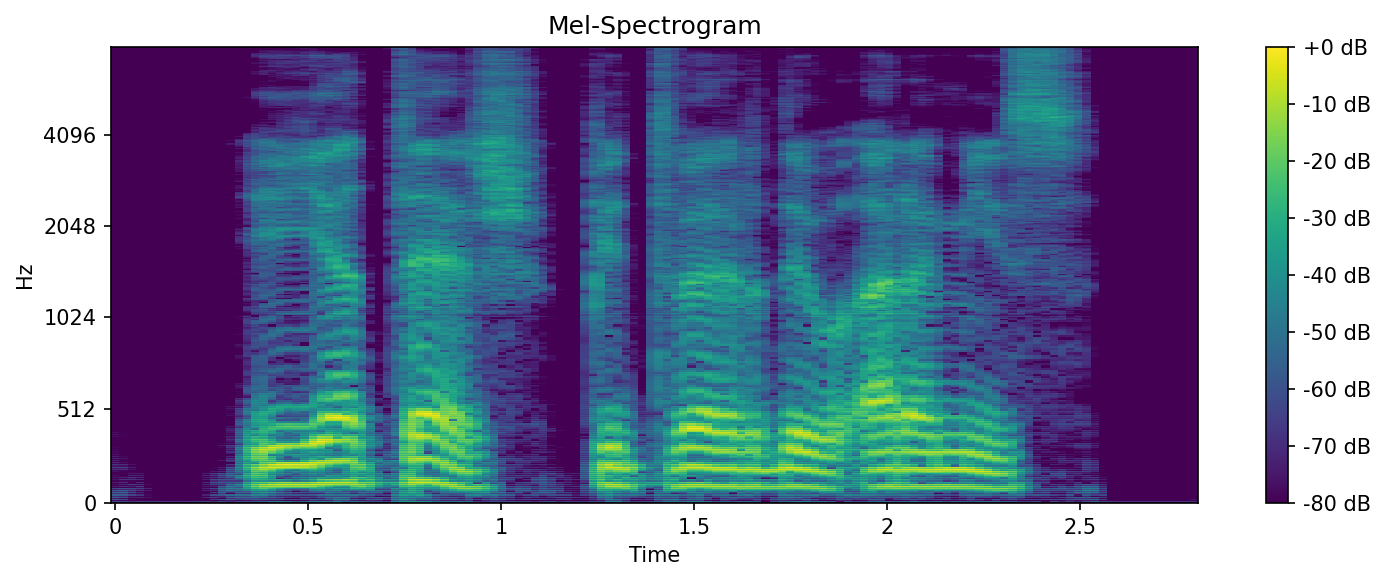 Mel-Spectrogram
+0 dB
4096
-10 dB
-20 dB
2048
-30 dB
Hz
-40 dB
1024
-50 dB
-60 dB
512
-70 dB
0
-80 dB
0 0.5 1 1.5 2 2.5
Time